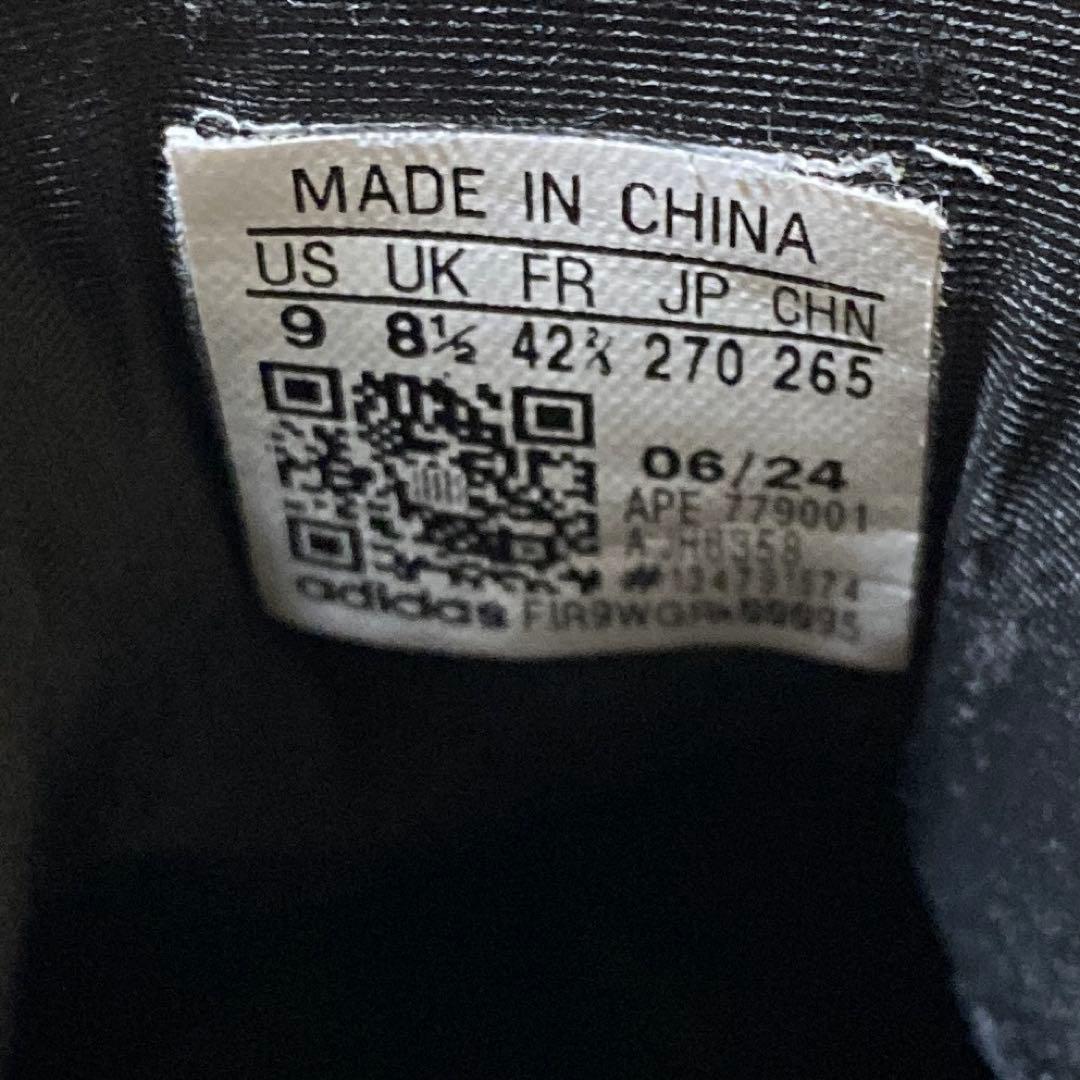 MADE IN CHINA
US UK FR JP CHN
9 8½ 42⅔ 270 265
06/24
APE 779001
adidas